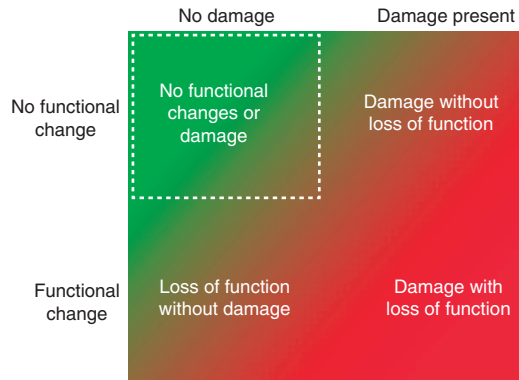 No damage
Damage present
No functional
change
No functional
changes or
damage
Damage without
loss of function
Functional
change
Loss of function
without damage
Damage with
loss of function